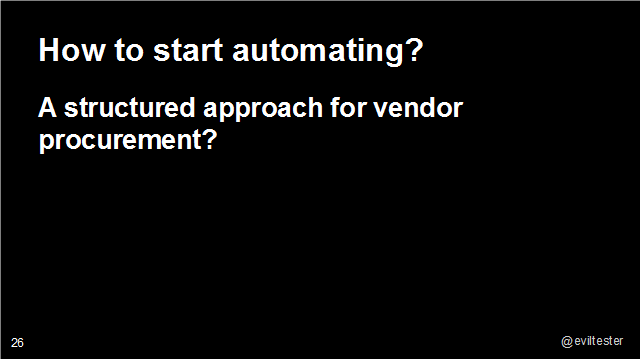 How to start automating?
A structured approach for vendor
procurement?
26
@eviltester